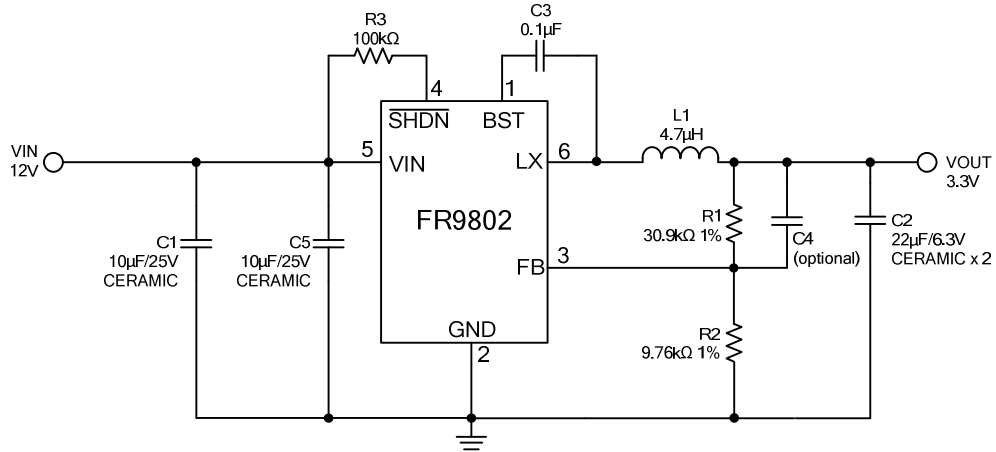 R3
100kΩ
C3
0.1µF
4
1
SHDN
BST
L1
4.7µH
VIN
12V
5
VIN
LX
6
VOUT
3.3V
FR9802
C1
10µF/25V
CERAMIC
C5
10µF/25V
CERAMIC
R1
30.9kΩ 1%
C4
(optional)
C2
22µF/6.3V
CERAMIC x 2
FB
3
GND
2
R2
9.76kΩ 1%